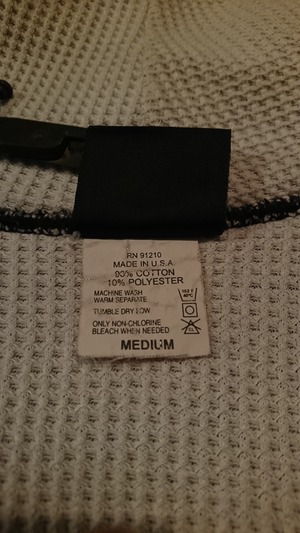 RN 91210
MADE IN U.S.A
90% COTTON
10% POLYESTER
MACHINE WASH
WARM SEPARATE
TUMBLE DRY LOW
ONLY NON-CHLORINE
BLEACH WHEN NEEDED
MEDIUM